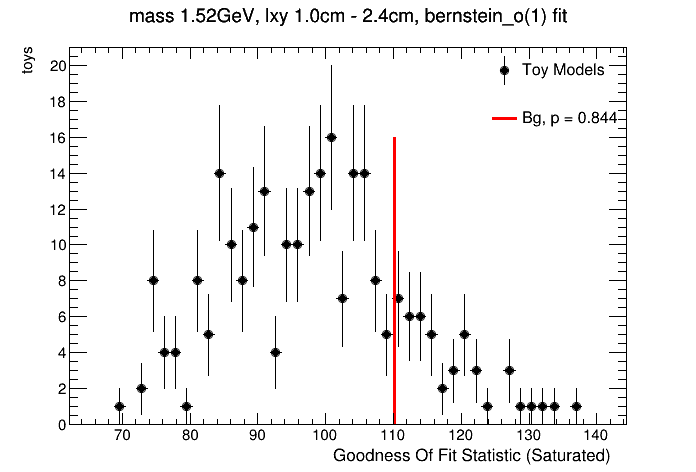 mass 1.52GeV, lxy 1.0cm - 2.4cm, bernstein_o(1) fit
toys
20
18
16
14
12
10
8
6
4
2
0
Toy Models
Bg, p = 0.844
70 80 90 100 110 120 130 140
Goodness Of Fit Statistic (Saturated)